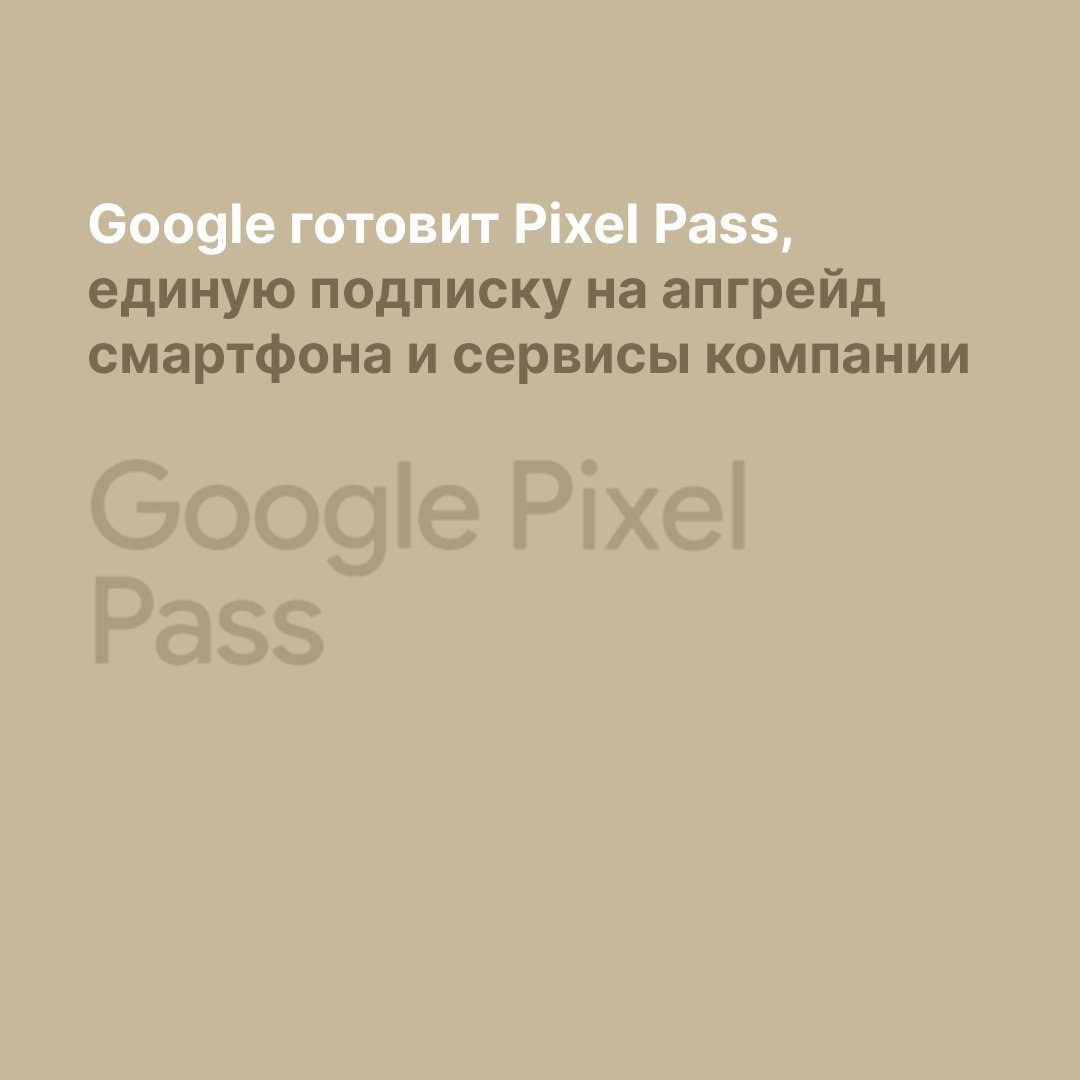 Google готовит Pixel Pass,
единую подписку на апгрейд
смартфона и сервисы компании
Google Pixel
Pass